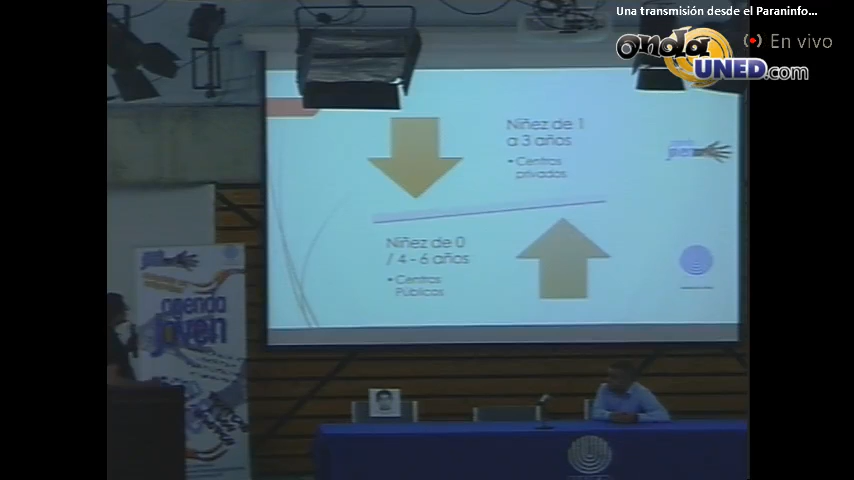 Una transmisión desde el Paraninfo...
onda
UNED.com
En vivo
Niñez de 1
a 3 años
• Centros
privados
Niñez de 0
/ 4 - 6 años
• Centros
Públicos
agenda
joven